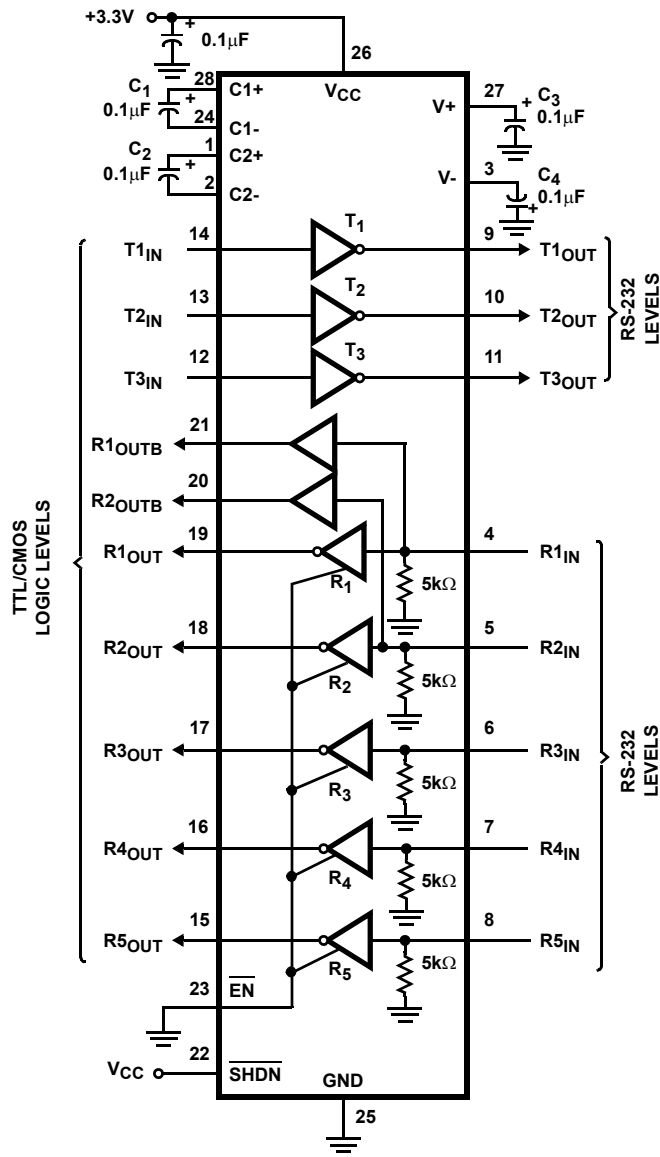 +3.3V
+
0.1μF
26
28
C1+
VCC
C1
0.1μF
+
24
C1-
V+
27
+
C3
0.1μF
C2
0.1μF
+
1
C2+
2
C2-
V-
3
C4
0.1μF
+
T1IN
14
T1
9
T1OUT
T2IN
13
T2
10
T2OUT
T3IN
12
T3
11
T3OUT
RS-232
LEVELS
R1OUTB
21
R2OUTB
20
R1OUT
19
R1
4
R1IN
5kΩ
R2OUT
18
R2
5
R2IN
5kΩ
R3OUT
17
R3
6
R3IN
5kΩ
R4OUT
16
R4
7
R4IN
5kΩ
R5OUT
15
R5
8
R5IN
5kΩ
TTL/CMOS
LOGIC LEVELS
RS-232
LEVELS
23
EN
22
VCC
SHDN
GND
25